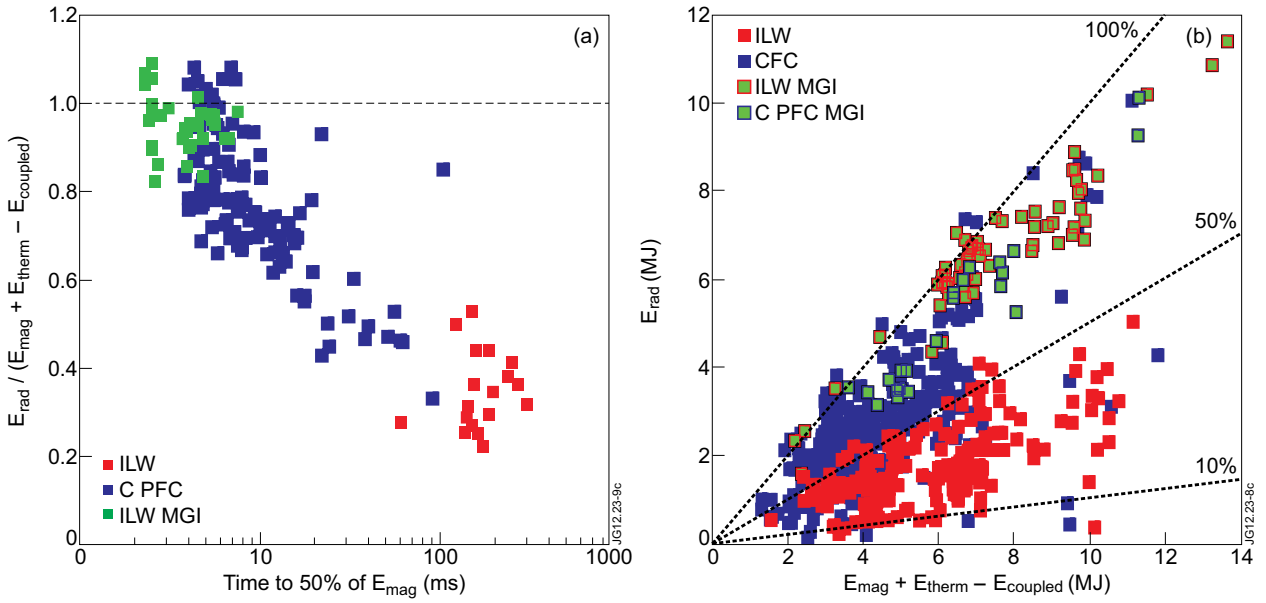 (a)
1.0
0.8
0.6
0.4
0.2
0
E_rad / (E_mag + E_therm – E_coupled)
ILW
C PFC
ILW MGI
JG12.23-9c
0
10
100
1000
Time to 50% of E_mag (ms)
(b)
12
10
8
6
4
2
0
E_rad (MJ)
ILW
CFC
ILW MGI
C PFC MGI
100%
50%
10%
JG12.23-8c
0
2
4
6
8
10
12
14
E_mag + E_therm – E_coupled (MJ)